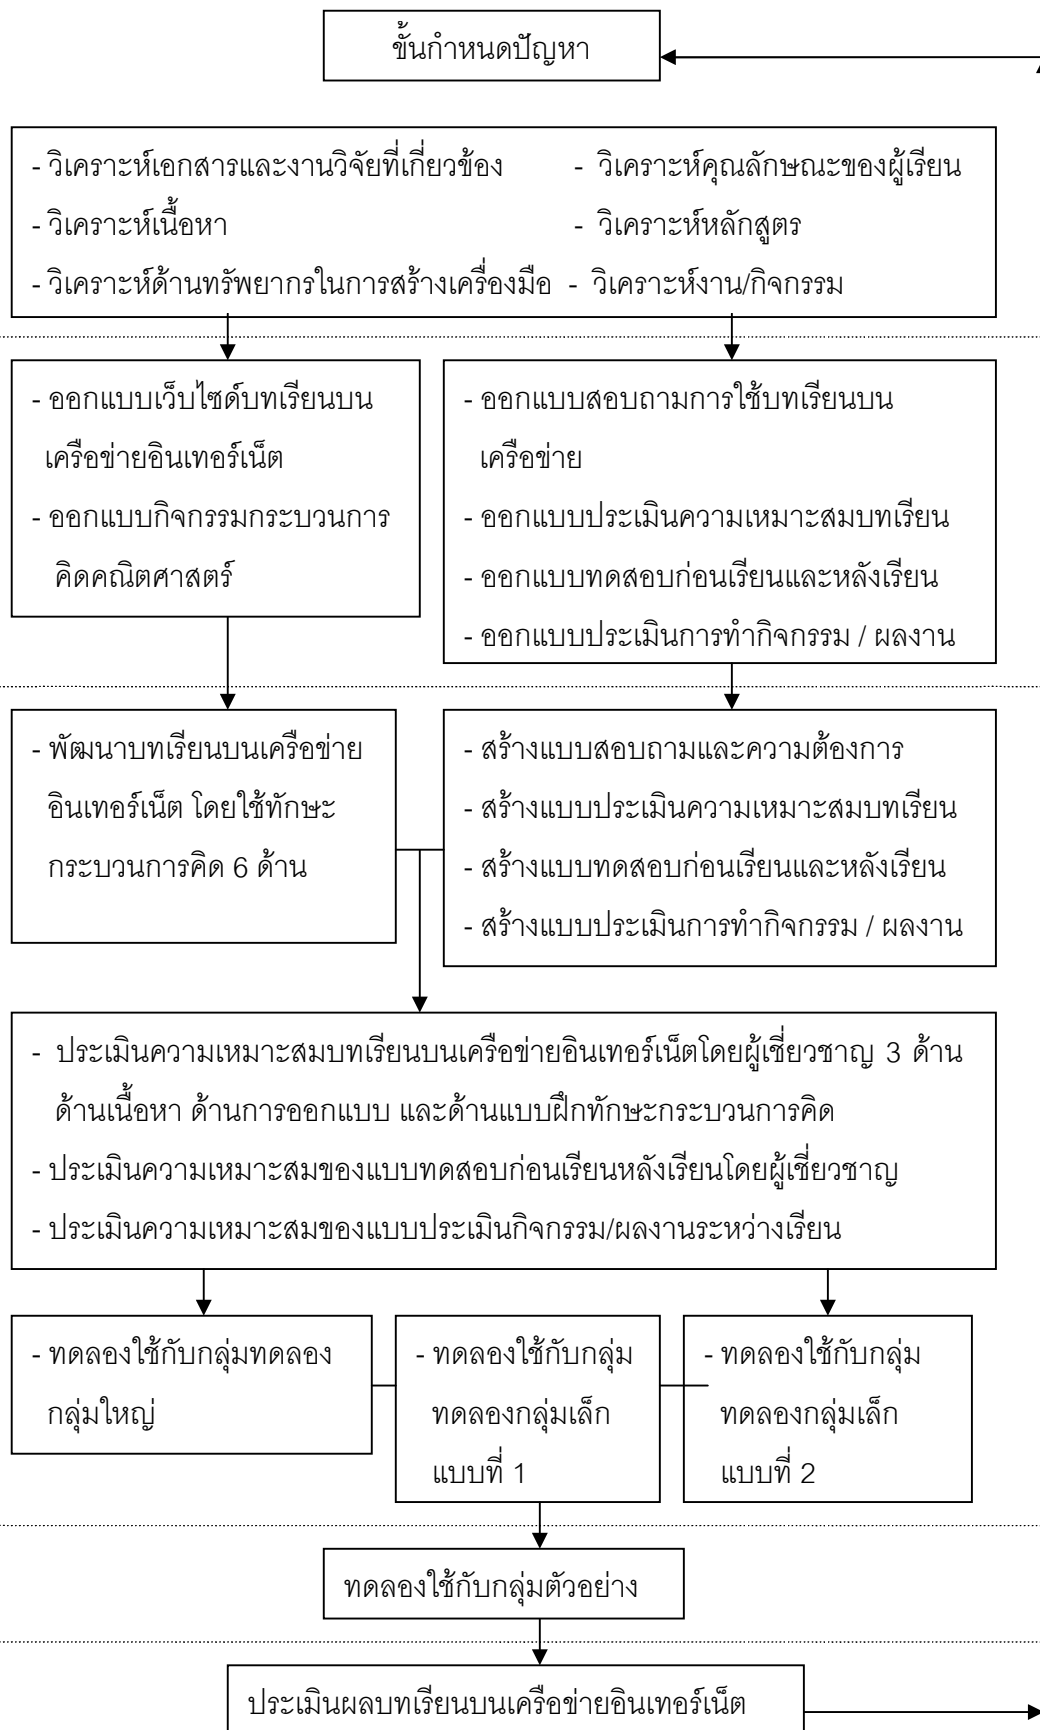 ขั้นกำหนดปัญหา
- วิเคราะห์เอกสารและงานวิจัยที่เกี่ยวข้อง - วิเคราะห์คุณลักษณะของผู้เรียน
- วิเคราะห์เนื้อหา - วิเคราะห์หลักสูตร
- วิเคราะห์ด้านทรัพยากรในการสร้างเครื่องมือ - วิเคราะห์งาน/กิจกรรม
- ออกแบบเว็บไซด์บทเรียนบน
เครือข่ายอินเทอร์เน็ต
- ออกแบบกิจกรรมกระบวนการ
คิดคณิตศาสตร์
- ออกแบบสอบถามการใช้บทเรียนบน
เครือข่าย
- ออกแบบประเมินความเหมาะสมบทเรียน
- ออกแบบทดสอบก่อนเรียนและหลังเรียน
- ออกแบบประเมินการทำกิจกรรม / ผลงาน
- พัฒนาบทเรียนบนเครือข่าย
อินเทอร์เน็ต โดยใช้ทักษะ
กระบวนการคิด 6 ด้าน
- สร้างแบบสอบถามและความต้องการ
- สร้างแบบประเมินความเหมาะสมบทเรียน
- สร้างแบบทดสอบก่อนเรียนและหลังเรียน
- สร้างแบบประเมินการทำกิจกรรม / ผลงาน
- ประเมินความเหมาะสมบทเรียนบนเครือข่ายอินเทอร์เน็ตโดยผู้เชี่ยวชาญ 3 ด้าน
ด้านเนื้อหา ด้านการออกแบบ และด้านแบบฝึกทักษะกระบวนการคิด
- ประเมินความเหมาะสมของแบบทดสอบก่อนเรียนหลังเรียนโดยผู้เชี่ยวชาญ
- ประเมินความเหมาะสมของแบบประเมินกิจกรรม/ผลงานระหว่างเรียน
- ทดลองใช้กับกลุ่มทดลอง
กลุ่มใหญ่
- ทดลองใช้กับกลุ่ม
ทดลองกลุ่มเล็ก
แบบที่ 1
- ทดลองใช้กับกลุ่ม
ทดลองกลุ่มเล็ก
แบบที่ 2
ทดลองใช้กับกลุ่มตัวอย่าง
ประเมินผลบทเรียนบนเครือข่ายอินเทอร์เน็ต